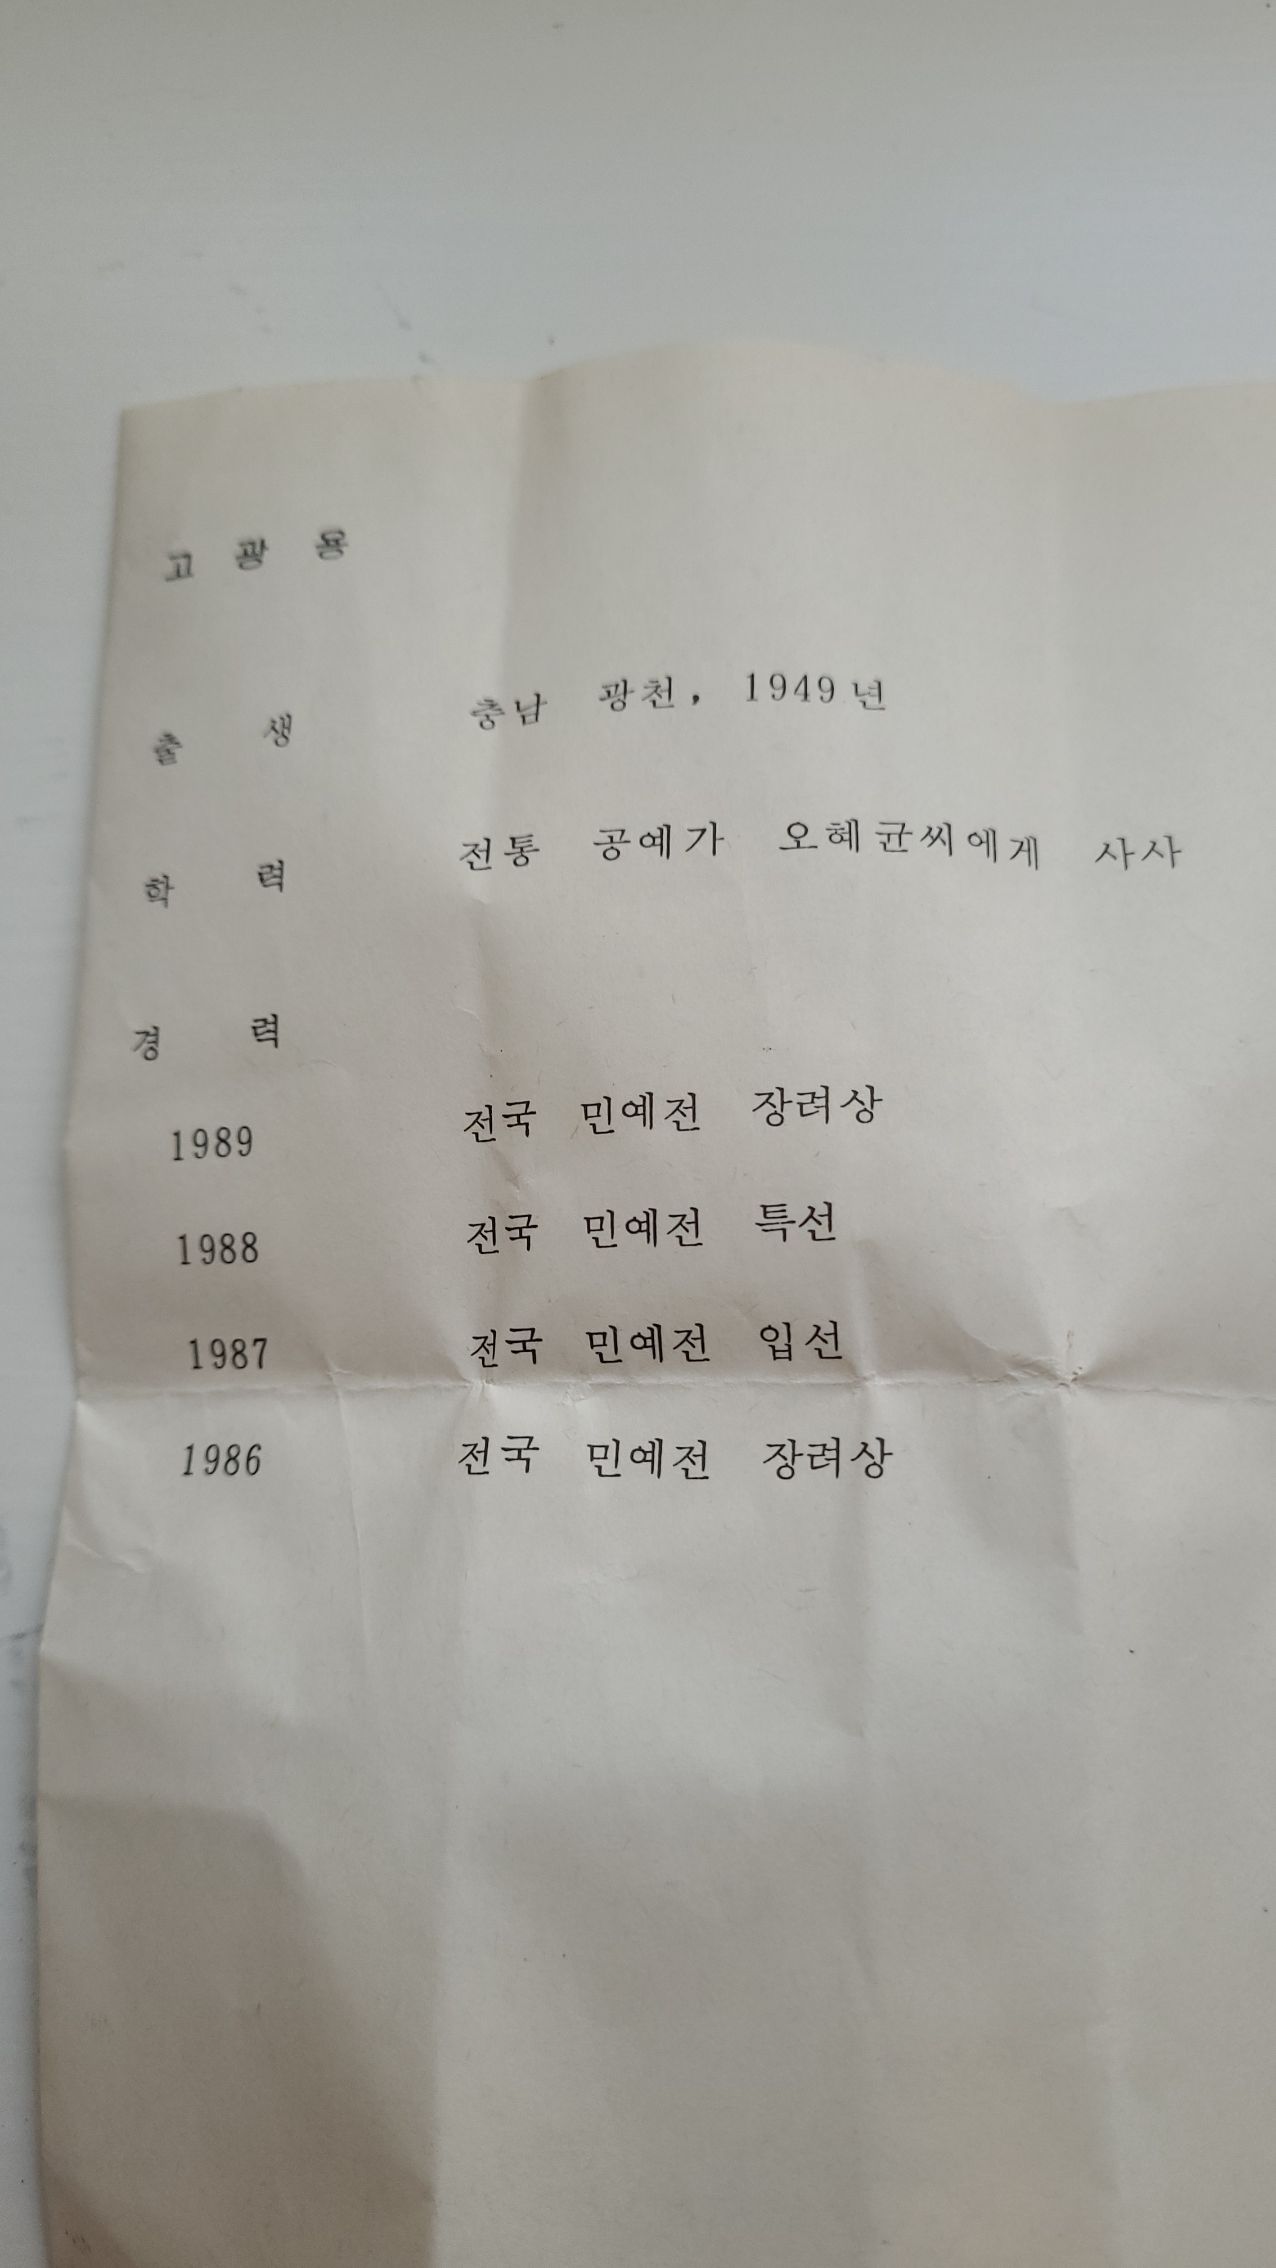 고 광 용
출 생 충남 광천, 1949년
학 력 전통 공예가 오혜균씨에게 사사
경 력
1989 전국 민예전 장려상
1988 전국 민예전 특선
1987 전국 민예전 입선
1986 전국 민예전 장려상